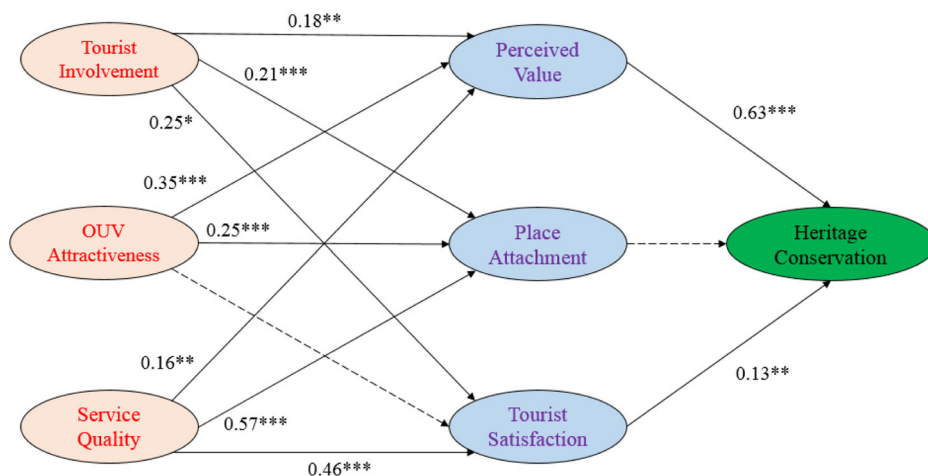 0.18**
Tourist
Involvement
Perceived
Value
0.21***
0.25*
0.63***
0.35***
OUV
Attractiveness
0.25***
Place
Attachment
Heritage
Conservation
0.16**
0.13**
Service
Quality
0.57***
Tourist
Satisfaction
0.46***